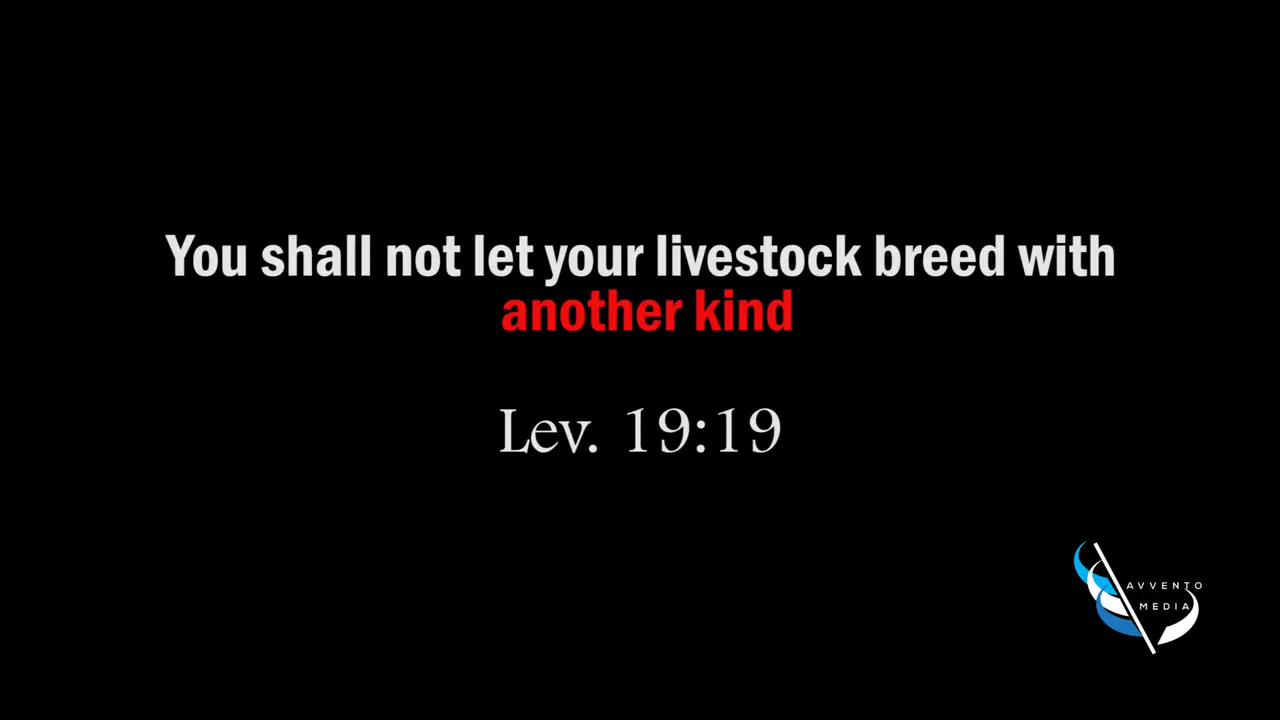 You shall not let your livestock breed with
another kind
Lev. 19:19
AVVENTO
MEDIA